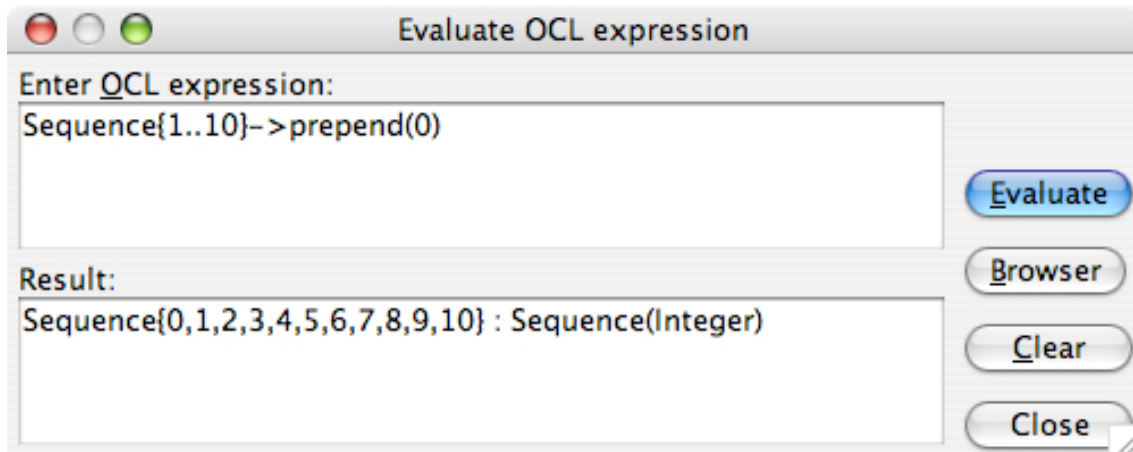 Evaluate OCL expression
Enter OCL expression:
Sequence{1..10}->prepend(0)
Evaluate
Browser
Result:
Sequence{0,1,2,3,4,5,6,7,8,9,10} : Sequence(Integer)
Clear
Close